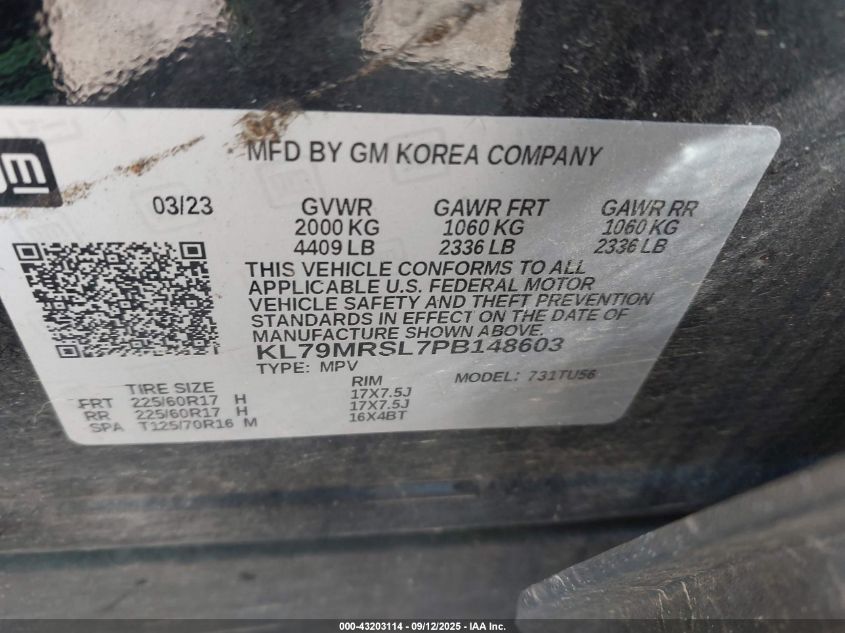 gm
MFD BY GM KOREA COMPANY
03/23 GVWR GAWR FRT GAWR RR
2000 KG 1060 KG 1060 KG
4409 LB 2336 LB 2336 LB
THIS VEHICLE CONFORMS TO ALL
APPLICABLE U.S. FEDERAL MOTOR
VEHICLE SAFETY AND THEFT PREVENTION
STANDARDS IN EFFECT ON THE DATE OF
MANUFACTURE SHOWN ABOVE.
KL79MRSL7PB148603
TYPE: MPV MODEL: 731TU56
TIRE SIZE RIM
FRT 225/60R17 H 17X7.5J
RR 225/60R17 H 17X7.5J
SPA T125/70R16 M 16X4BT
000-43203114 - 09/12/2025 - IAA Inc.